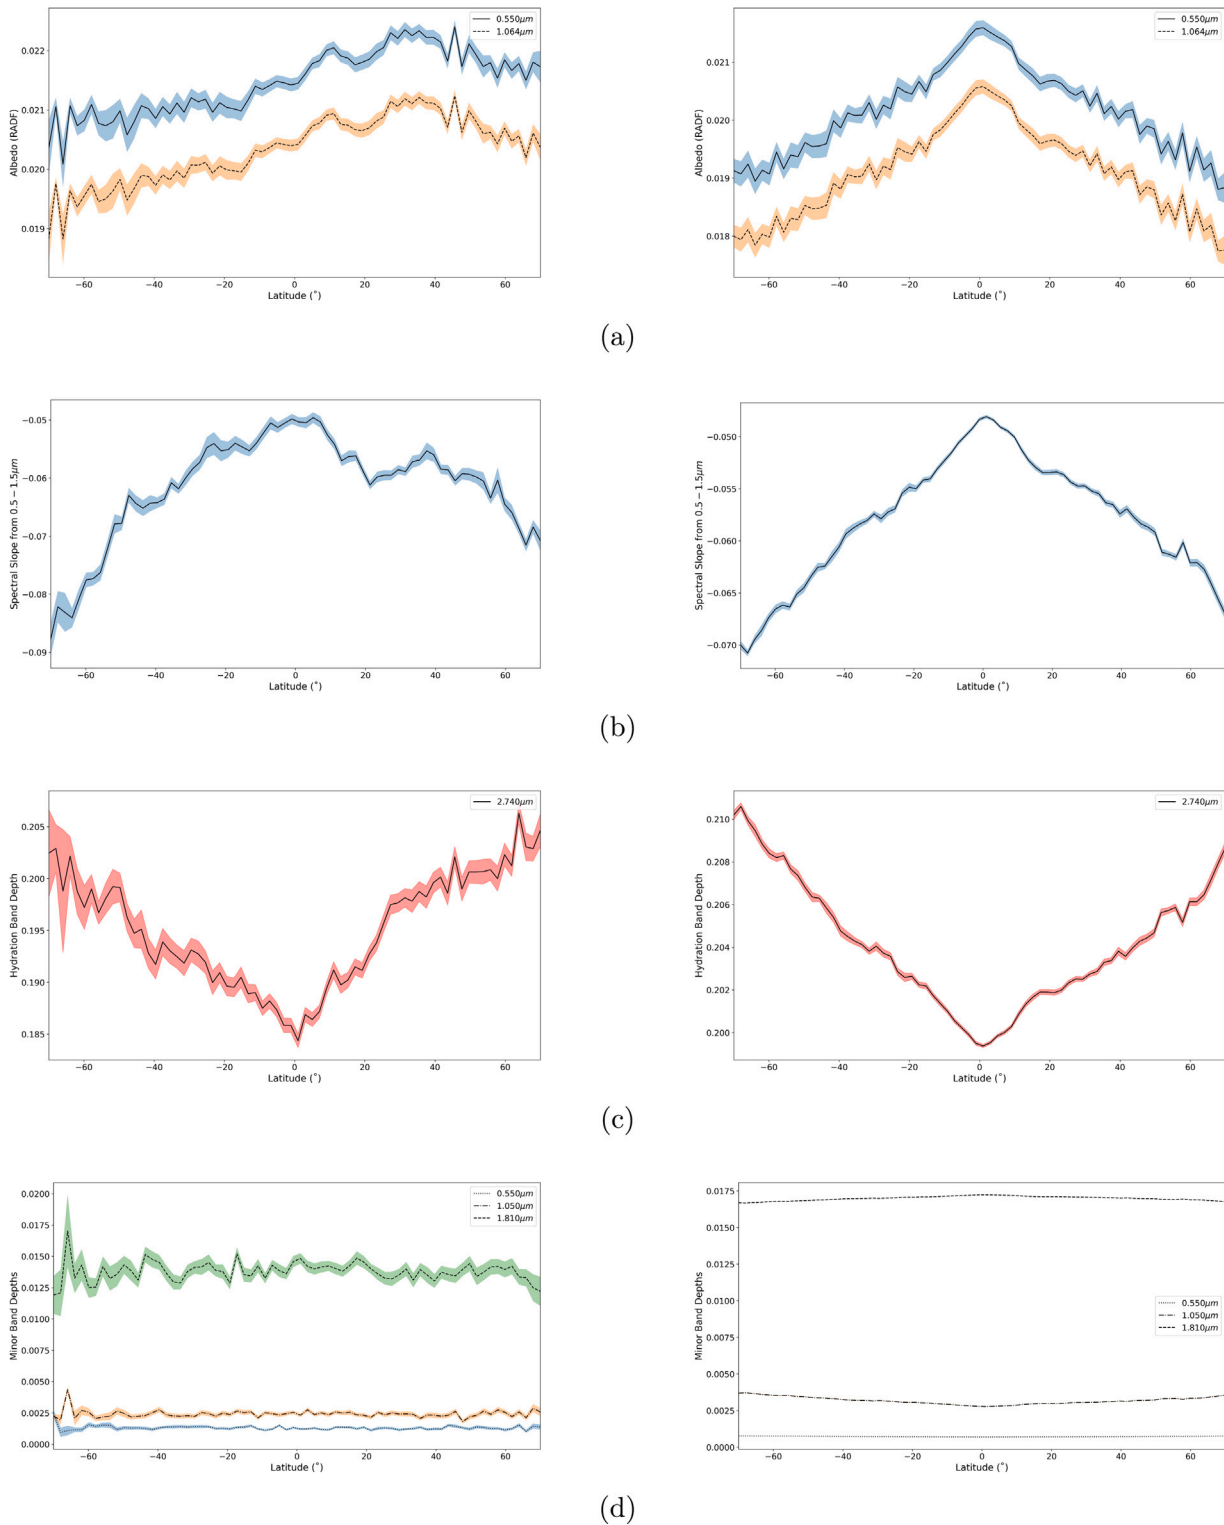 0.550μm
1.064μm
0.022
0.021
0.020
0.019
Albedo (RADF)
−60 −40 −20 0 20 40 60
Latitude (˚)
0.550μm
1.064μm
0.021
0.020
0.019
0.018
Albedo (RADF)
−60 −40 −20 0 20 40 60
Latitude (˚)
(a)
−0.05
−0.06
−0.07
−0.08
−0.09
Spectral Slope from 0.5 − 1.5μm
−60 −40 −20 0 20 40 60
Latitude (˚)
−0.050
−0.055
−0.060
−0.065
−0.070
Spectral Slope from 0.5 − 1.5μm
−60 −40 −20 0 20 40 60
Latitude (˚)
(b)
2.740μm
0.205
0.200
0.195
0.190
0.185
Hydration Band Depth
−60 −40 −20 0 20 40 60
Latitude (˚)
2.740μm
0.210
0.208
0.206
0.204
0.202
0.200
Hydration Band Depth
−60 −40 −20 0 20 40 60
Latitude (˚)
(c)
0.550μm
1.050μm
1.810μm
0.0200
0.0175
0.0150
0.0125
0.0100
0.0075
0.0050
0.0025
0.0000
Minor Band Depths
−60 −40 −20 0 20 40 60
Latitude (˚)
0.0175
0.0150
0.0125
0.0100
0.0075
0.0050
0.0025
0.0000
Minor Band Depths
0.550μm
1.050μm
1.810μm
−60 −40 −20 0 20 40 60
Latitude (˚)
(d)